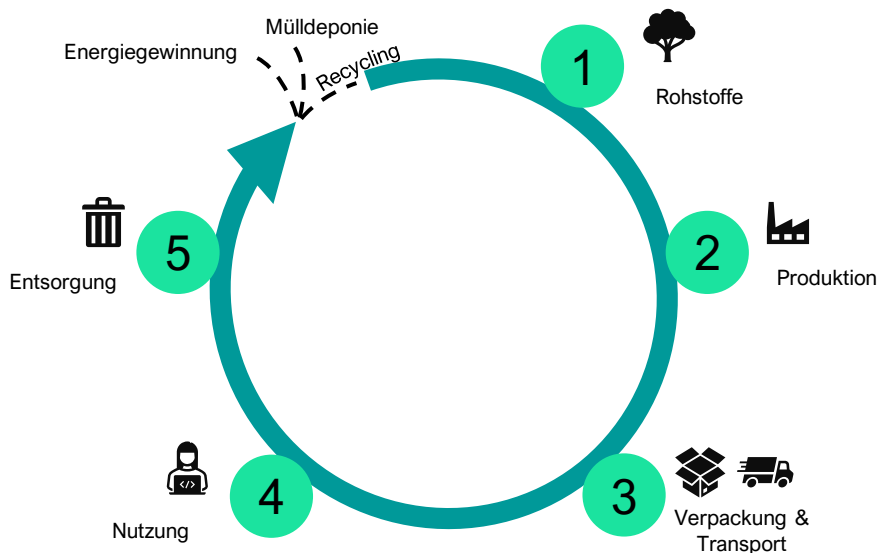 Mülldeponie
Energiegewinnung
Recycling
1
Rohstoffe
2
Produktion
3
Verpackung &
Transport
4
</>
Nutzung
5
Entsorgung